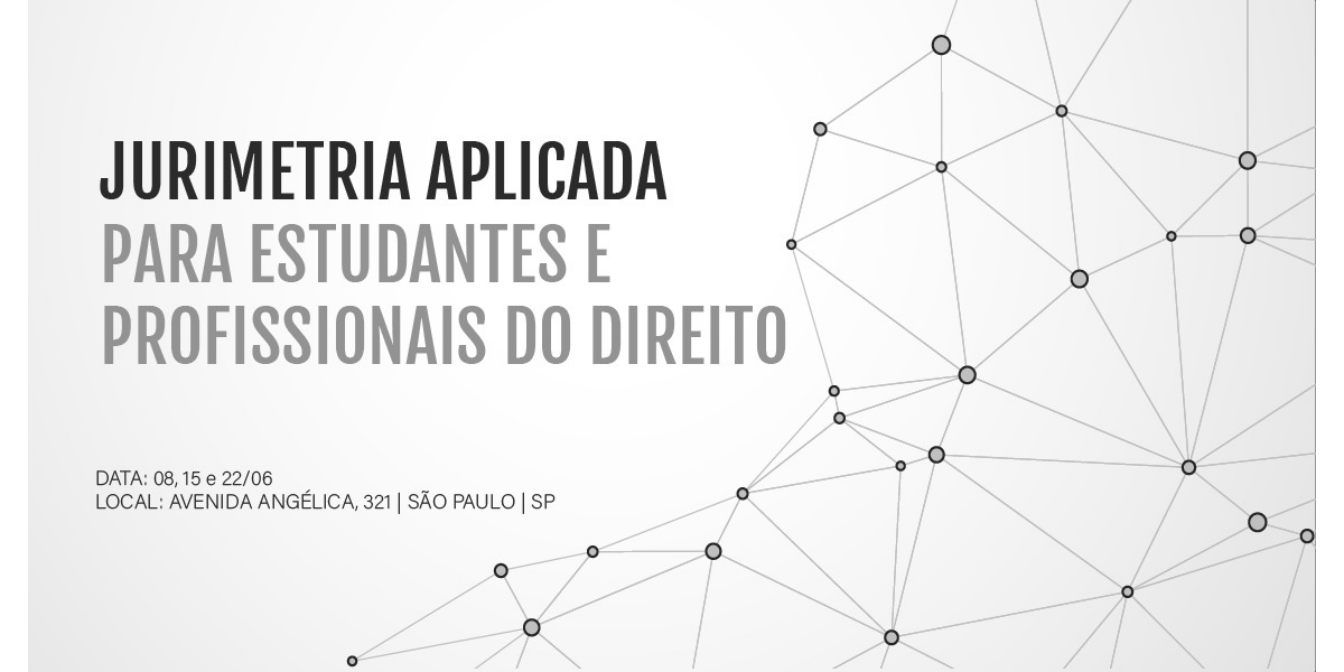 JURIMETRIA APLICADA
PARA ESTUDANTES E
PROFISSIONAIS DO DIREITO
DATA: 08, 15 e 22/06
LOCAL: AVENIDA ANGÉLICA, 321 | SÃO PAULO | SP